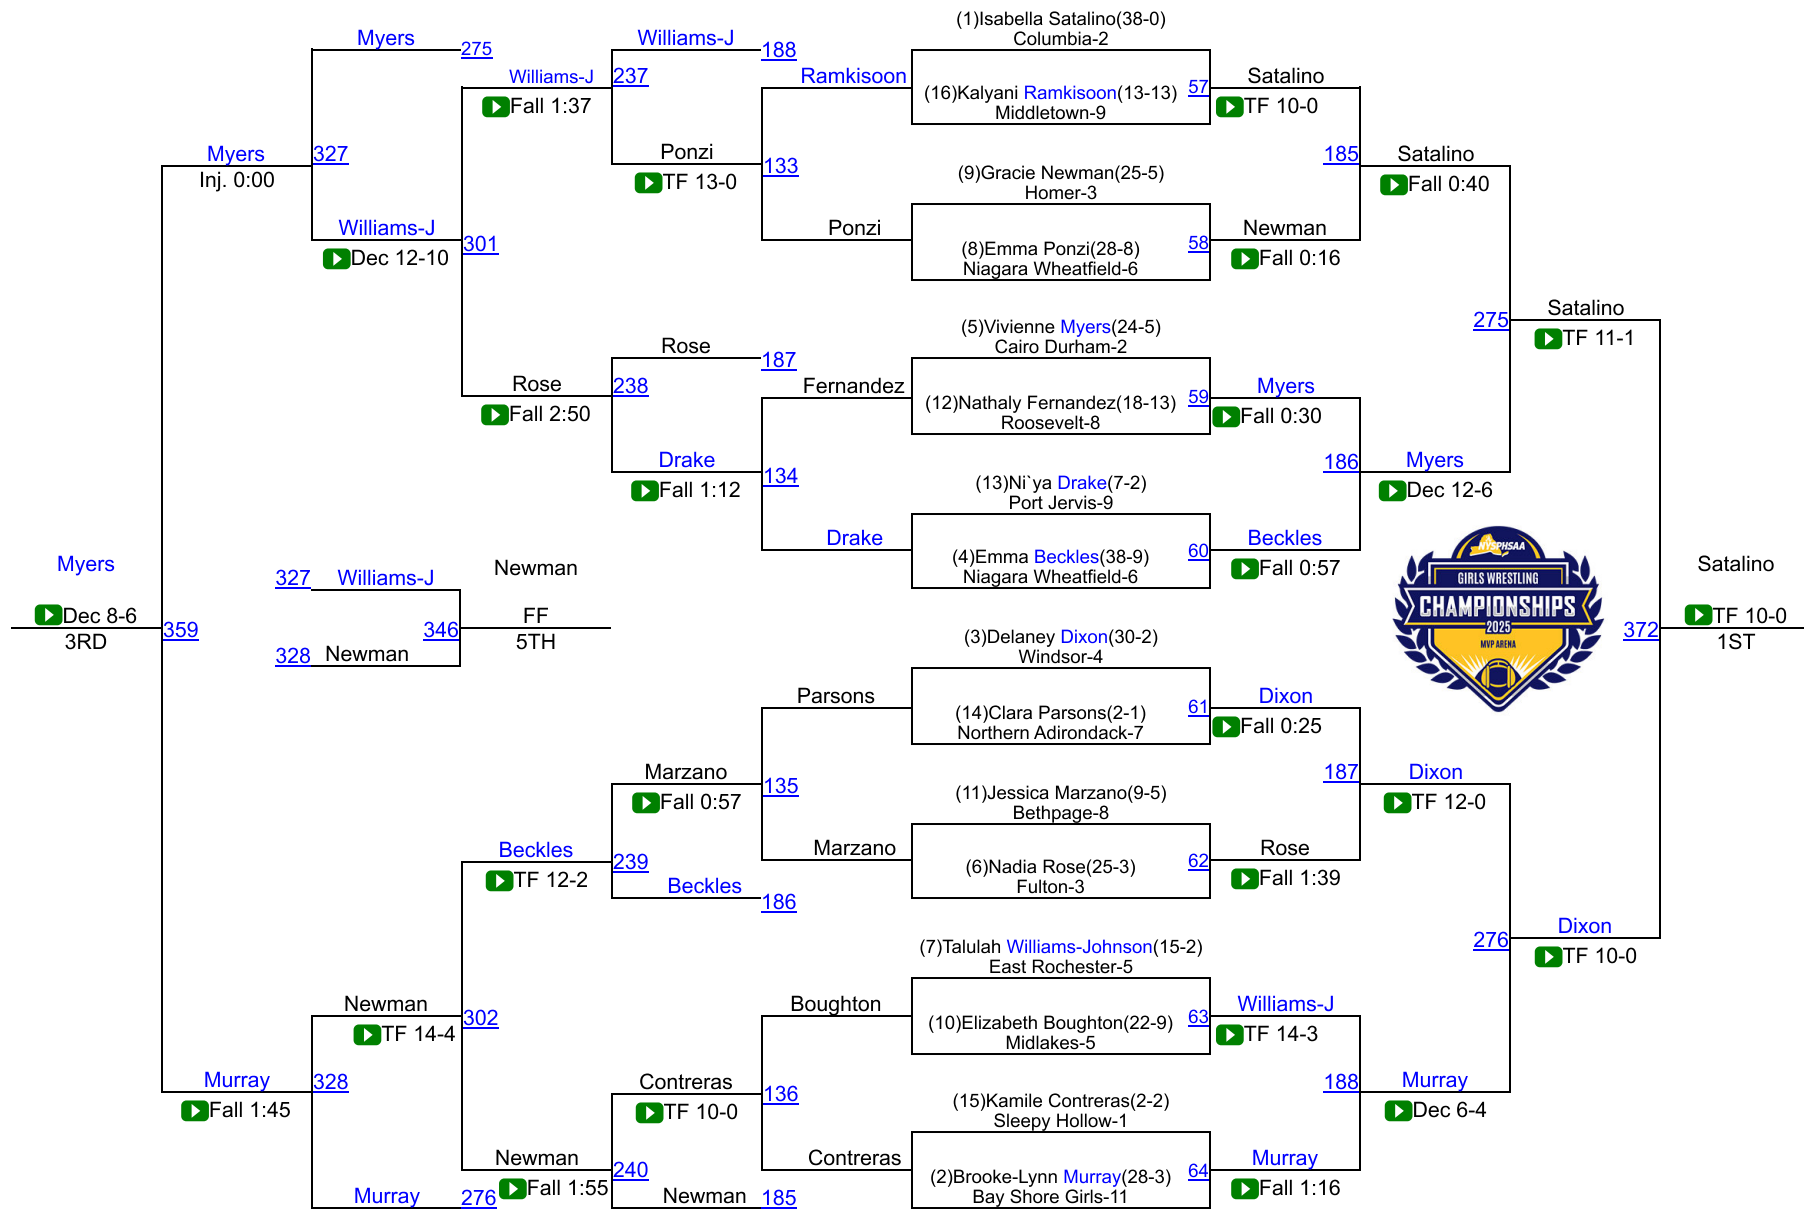 (1)Isabella Satalino(38-0)
Columbia-2
Myers
275
Williams-J
188
Williams-J
237
Ramkisoon
(16)Kalyani Ramkisoon(13-13)
Middletown-9
57
Satalino
Fall 1:37
TF 10-0
Myers
327
Inj. 0:00
Ponzi
TF 13-0
133
(9)Gracie Newman(25-5)
Homer-3
185
Satalino
Fall 0:40
Williams-J
301
Dec 12-10
Ponzi
(8)Emma Ponzi(28-8)
Niagara Wheatfield-6
58
Newman
Fall 0:16
275
Satalino
TF 11-1
Rose
187
(5)Vivienne Myers(24-5)
Cairo Durham-2
Rose
238
Fall 2:50
Fernandez
(12)Nathaly Fernandez(18-13)
Roosevelt-8
59
Myers
Fall 0:30
Drake
Fall 1:12
134
(13)Ni`ya Drake(7-2)
Port Jervis-9
186
Myers
Dec 12-6
Drake
(4)Emma Beckles(38-9)
Niagara Wheatfield-6
60
Beckles
Fall 0:57
NYSPHSAA
GIRLS WRESTLING
CHAMPIONSHIPS
2025
MVP ARENA
Myers
Dec 8-6
3RD
359
327
Williams-J
328
Newman
346
Newman
FF
5TH
372
Satalino
TF 10-0
1ST
(3)Delaney Dixon(30-2)
Windsor-4
Parsons
(14)Clara Parsons(2-1)
Northern Adirondack-7
61
Dixon
Fall 0:25
Marzano
Fall 0:57
135
(11)Jessica Marzano(9-5)
Bethpage-8
187
Dixon
TF 12-0
Beckles
239
TF 12-2
Marzano
(6)Nadia Rose(25-3)
Fulton-3
62
Rose
Fall 1:39
Beckles
186
276
Dixon
TF 10-0
(7)Talulah Williams-Johnson(15-2)
East Rochester-5
Newman
302
TF 14-4
Boughton
(10)Elizabeth Boughton(22-9)
Midlakes-5
63
Williams-J
TF 14-3
Murray
328
Fall 1:45
Contreras
TF 10-0
136
(15)Kamile Contreras(2-2)
Sleepy Hollow-1
188
Murray
Dec 6-4
Newman
240
Fall 1:55
Contreras
(2)Brooke-Lynn Murray(28-3)
Bay Shore Girls-11
64
Murray
Fall 1:16
Murray
276
Newman
185